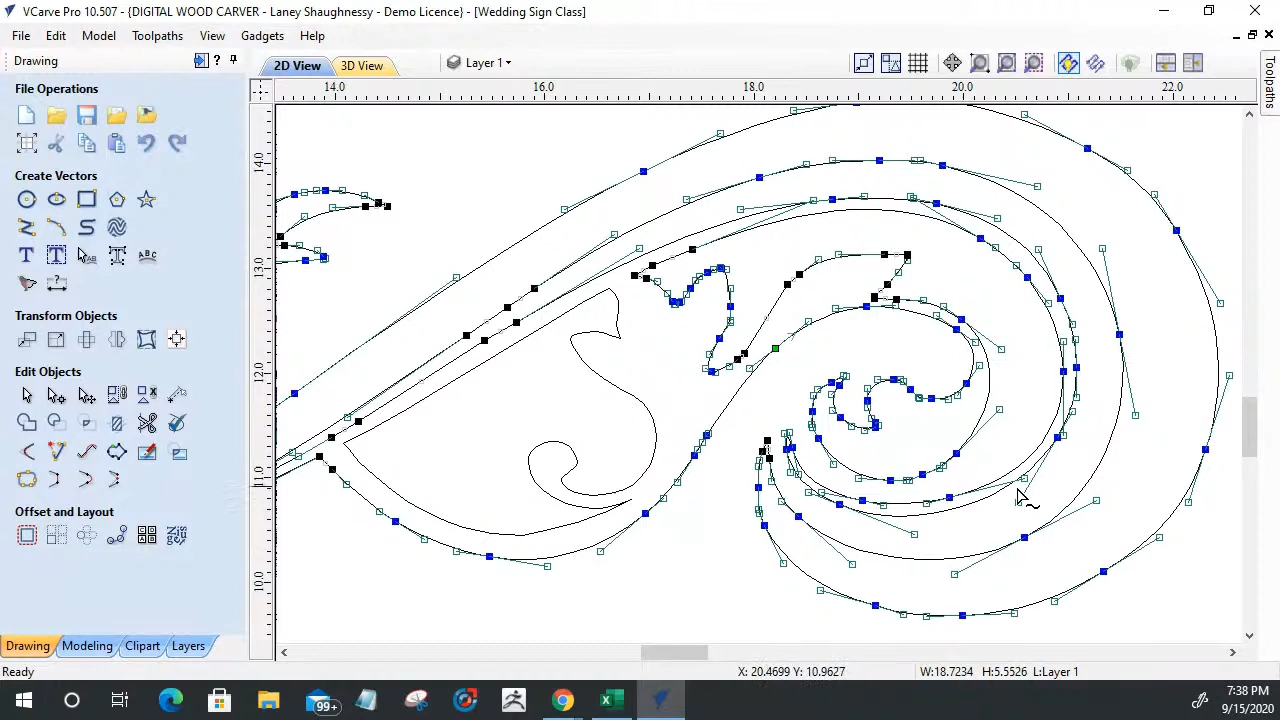 VCarve Pro 10.507 - {DIGITAL WOOD CARVER - Laney Shaughnessy - Demo Licence} - [Wedding Sign Class]
File Edit Model Toolpaths View Gadgets Help
Drawing
2D View 3D View Layer 1
Toolpaths
File Operations
14.0 16.0 18.0 20.0 22.0
14.0
13.0
12.0
11.0
10.0
Create Vectors
T T T ABC
Transform Objects
Edit Objects
Offset and Layout
Drawing Modeling Clipart Layers
Ready
X: 20.4699 Y: 10.9627
W:18.7234 H:5.5526 L:Layer 1
99+
7:38 PM
9/15/2020